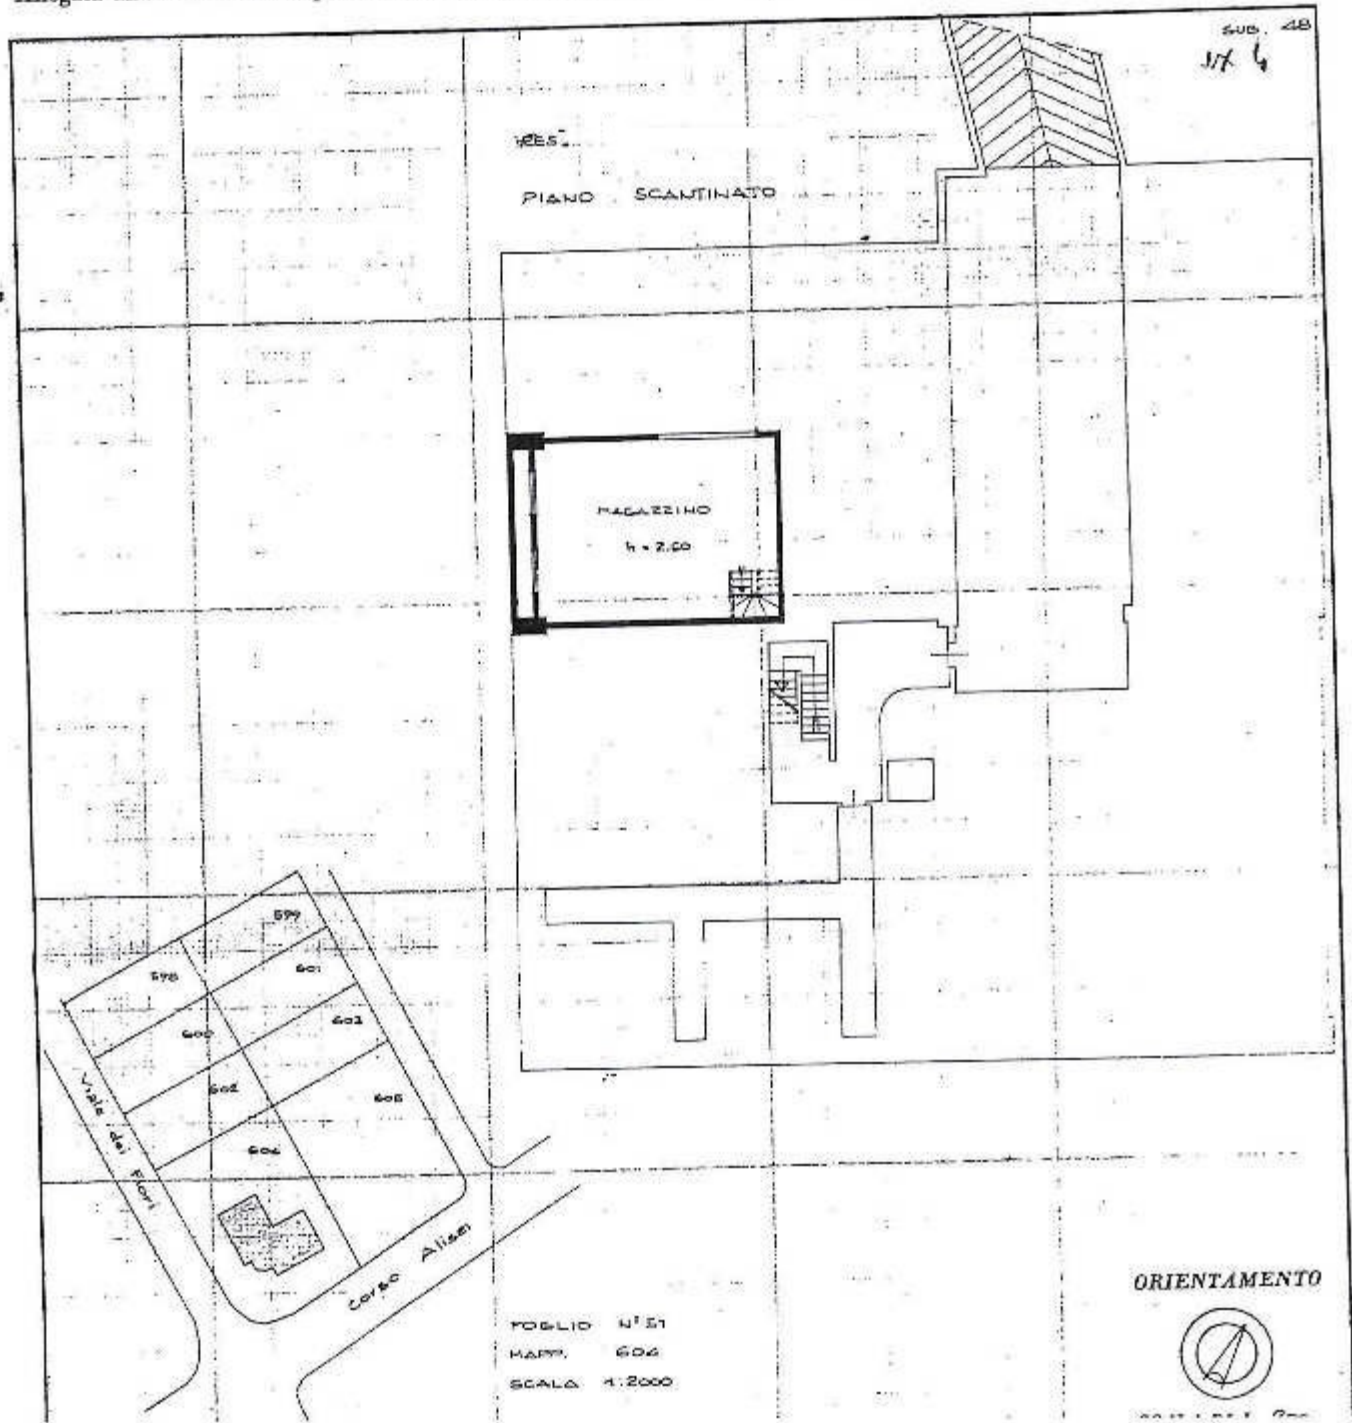 SUB. 48
PIANO SCANTINATO
MAGAZZINO
h = 2.60
599
598
601
600
603
602
605
604
Viale dei Fiori
Corso Alisei
FOGLIO N° 51
MAPP. 604
SCALA 1:2000
ORIENTAMENTO